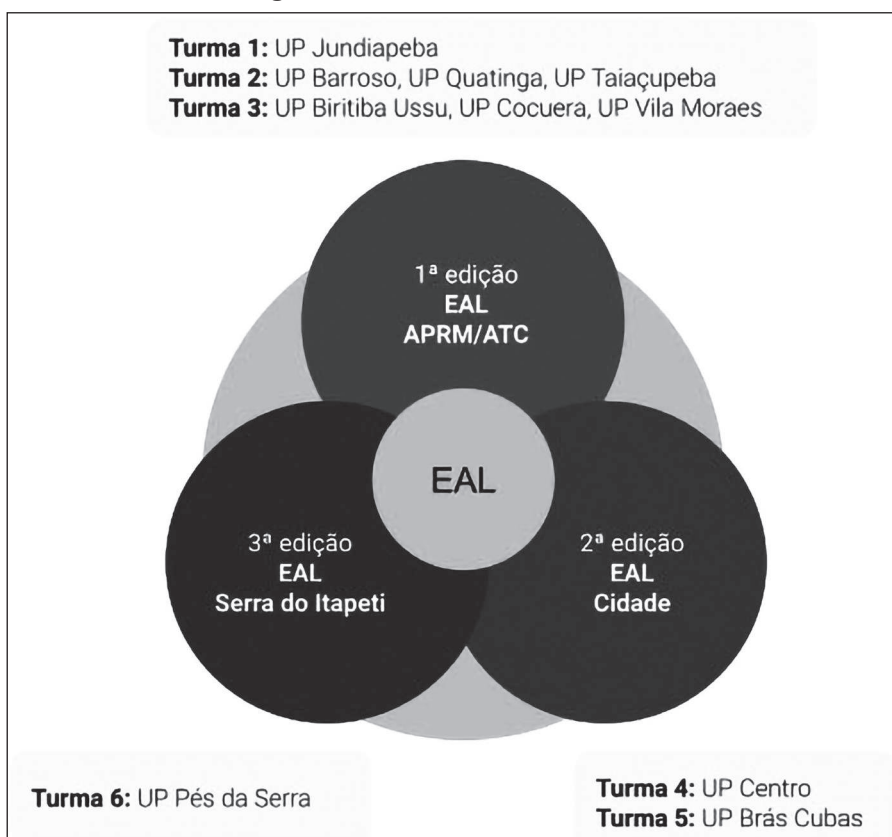 Turma 1: UP Jundiapeba
Turma 2: UP Barroso, UP Quatinga, UP Taiaçupeba
Turma 3: UP Biritiba Ussu, UP Cocuera, UP Vila Moraes
1ª edição
EAL
APRM/ATC
EAL
3ª edição
EAL
Serra do Itapeti
2ª edição
EAL
Cidade
Turma 6: UP Pés da Serra
Turma 4: UP Centro
Turma 5: UP Brás Cubas